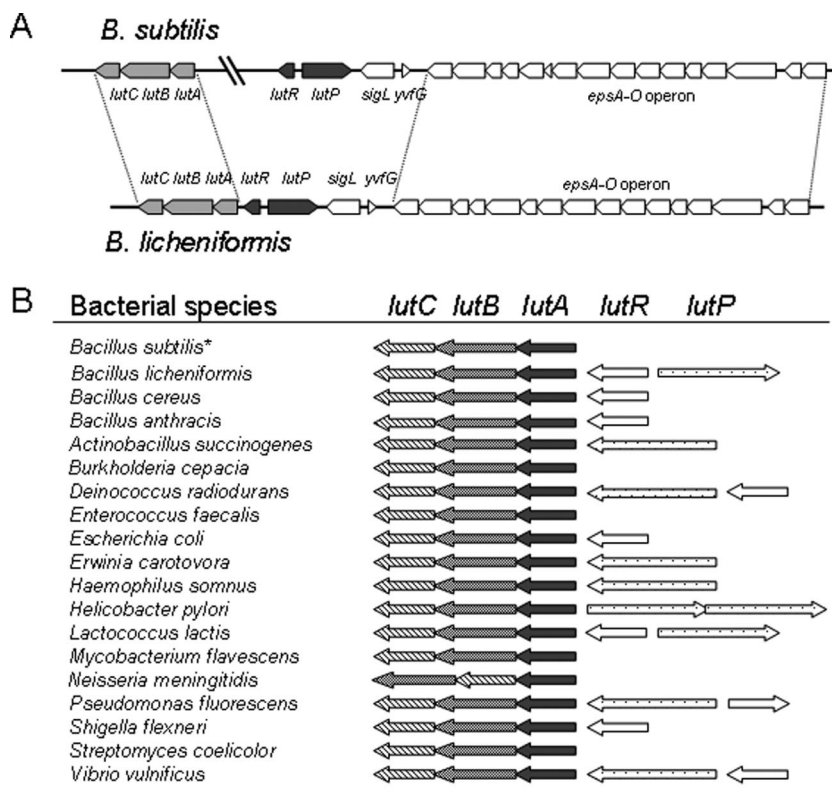 A
B. subtilis
lutC lutB lutA lutR lutP sigL yvfG epsA-O operon
lutC lutB lutA lutR lutP sigL yvfG epsA-O operon
B. licheniformis
B
Bacterial species lutC lutB lutA lutR lutP
Bacillus subtilis*
Bacillus licheniformis
Bacillus cereus
Bacillus anthracis
Actinobacillus succinogenes
Burkholderia cepacia
Deinococcus radiodurans
Enterococcus faecalis
Escherichia coli
Erwinia carotovora
Haemophilus somnus
Helicobacter pylori
Lactococcus lactis
Mycobacterium flavescens
Neisseria meningitidis
Pseudomonas fluorescens
Shigella flexneri
Streptomyces coelicolor
Vibrio vulnificus